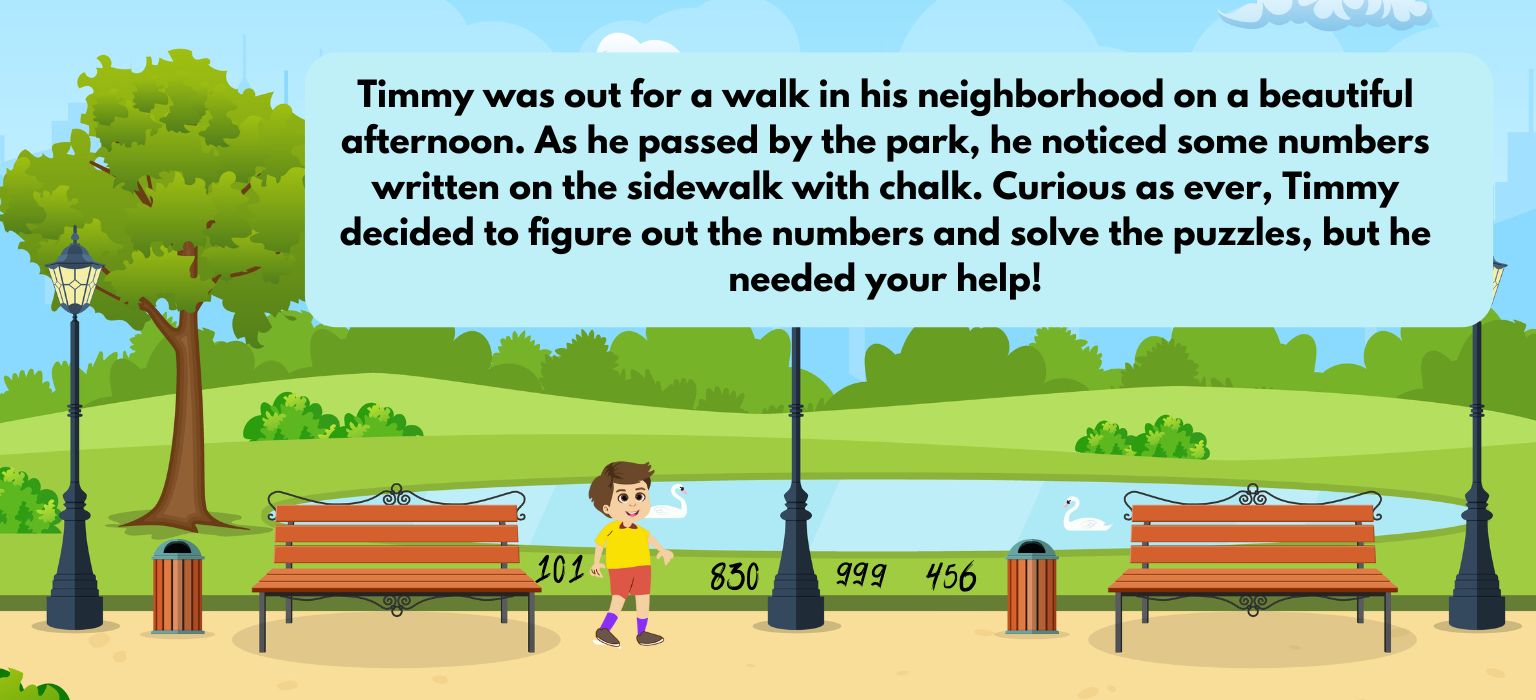 Timmy was out for a walk in his neighborhood on a beautiful
afternoon. As he passed by the park, he noticed some numbers
written on the sidewalk with chalk. Curious as ever, Timmy
decided to figure out the numbers and solve the puzzles, but he
needed your help!
101 830 999 456